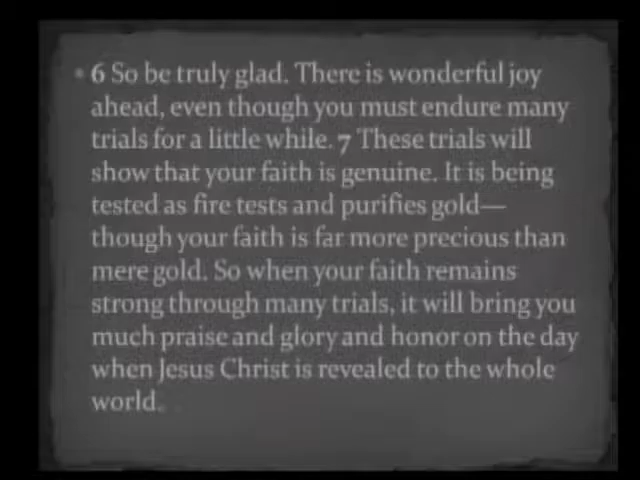 • 6 So be truly glad. There is wonderful joy
ahead, even though you must endure many
trials for a little while. 7 These trials will
show that your faith is genuine. It is being
tested as fire tests and purifies gold—
though your faith is far more precious than
mere gold. So when your faith remains
strong through many trials, it will bring you
much praise and glory and honor on the day
when Jesus Christ is revealed to the whole
world.